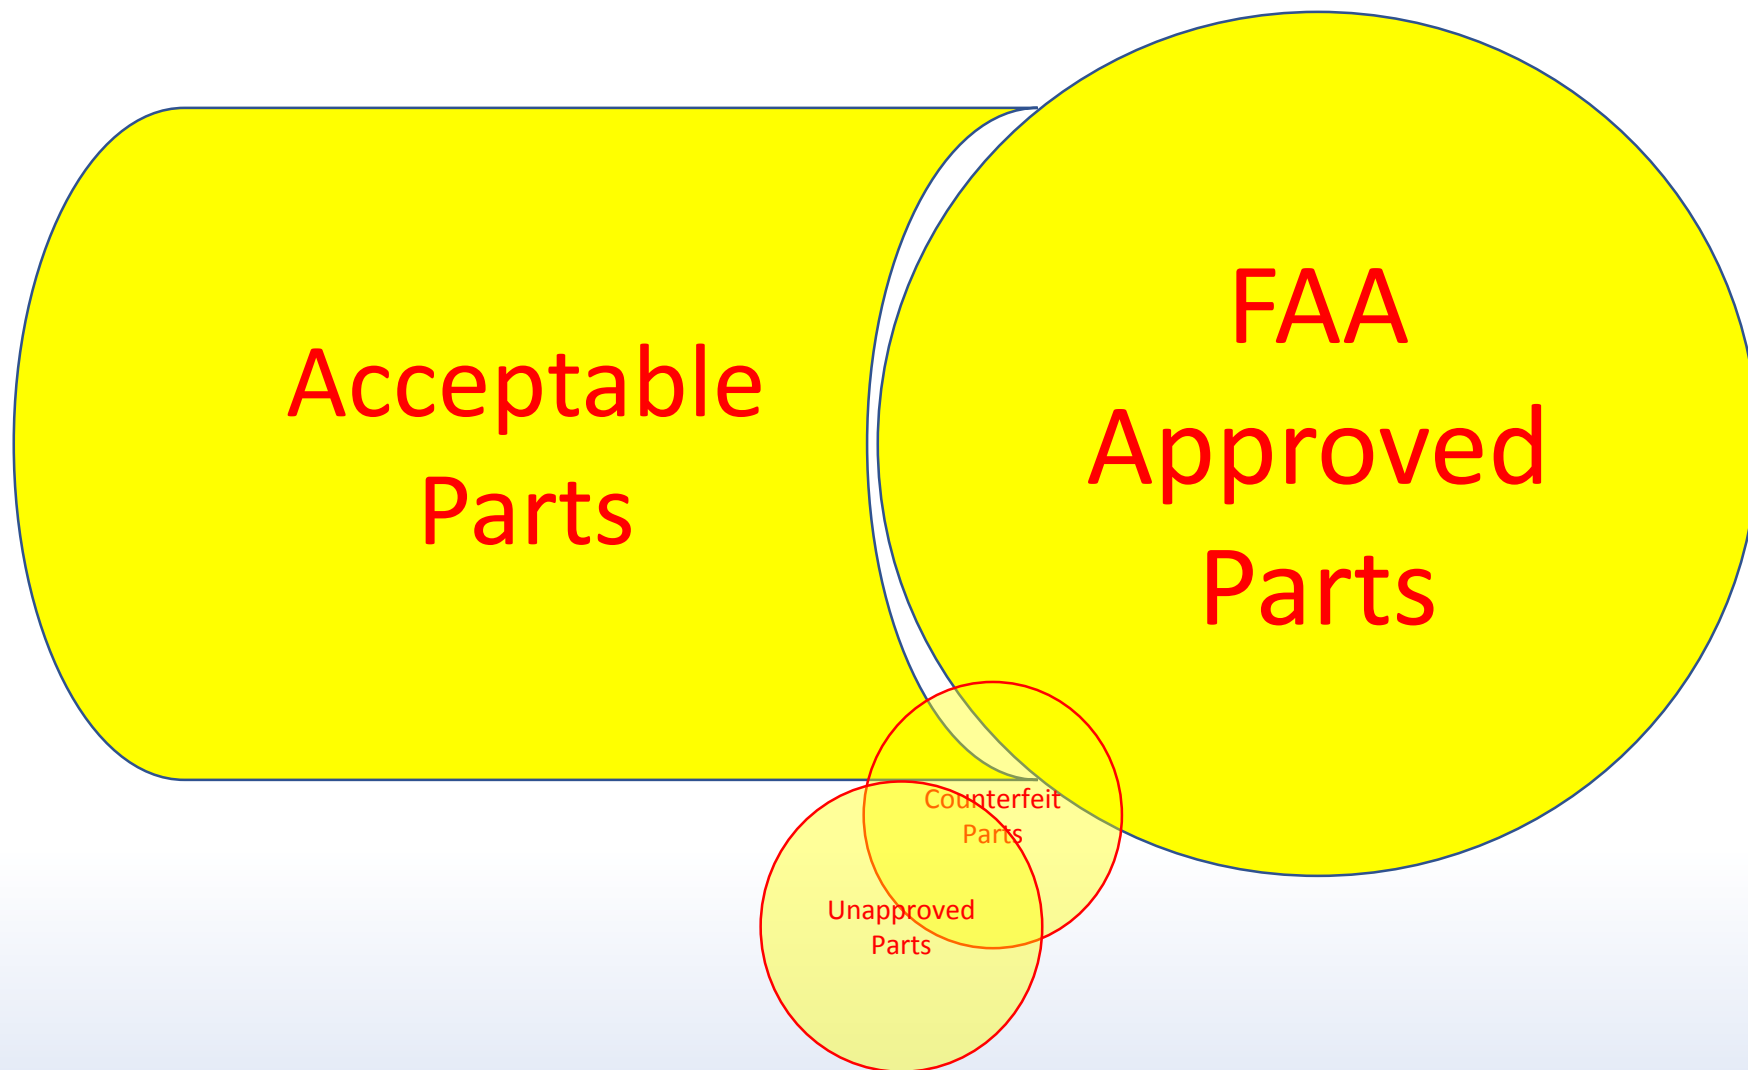 Acceptable
Parts
FAA
Approved
Parts
Counterfeit
Parts
Unapproved
Parts